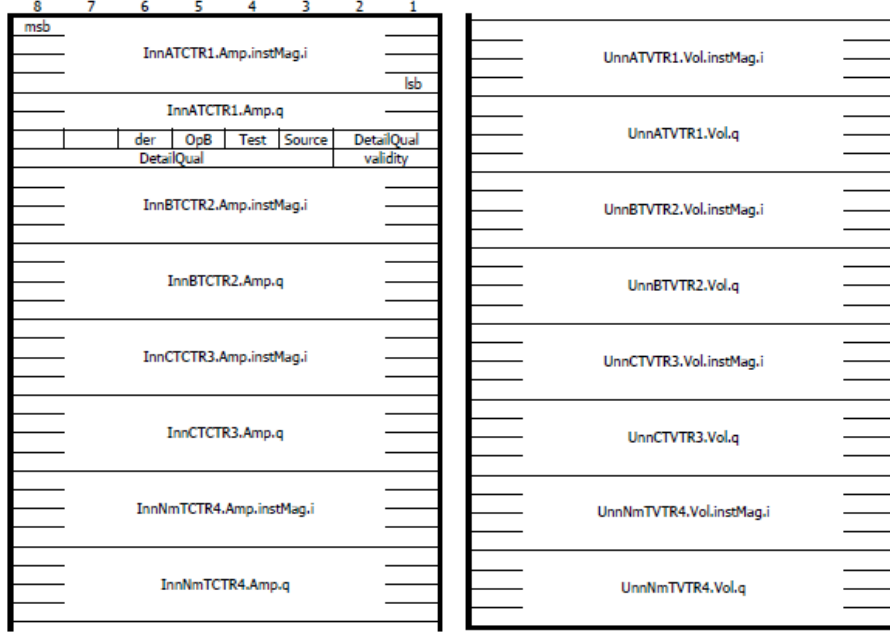 8 7 6 5 4 3 2 1
msb
InnATCTR1.Amp.instMag.i
lsb
InnATCTR1.Amp.q
der OpB Test Source DetailQual
DetailQual validity
InnBTCTR2.Amp.instMag.i
InnBTCTR2.Amp.q
InnCTCTR3.Amp.instMag.i
InnCTCTR3.Amp.q
InnNmTCTR4.Amp.instMag.i
InnNmTCTR4.Amp.q
UnnATVTR1.Vol.instMag.i
UnnATVTR1.Vol.q
UnnBTVTR2.Vol.instMag.i
UnnBTVTR2.Vol.q
UnnCTVTR3.Vol.instMag.i
UnnCTVTR3.Vol.q
UnnNmTVTR4.Vol.instMag.i
UnnNmTVTR4.Vol.q